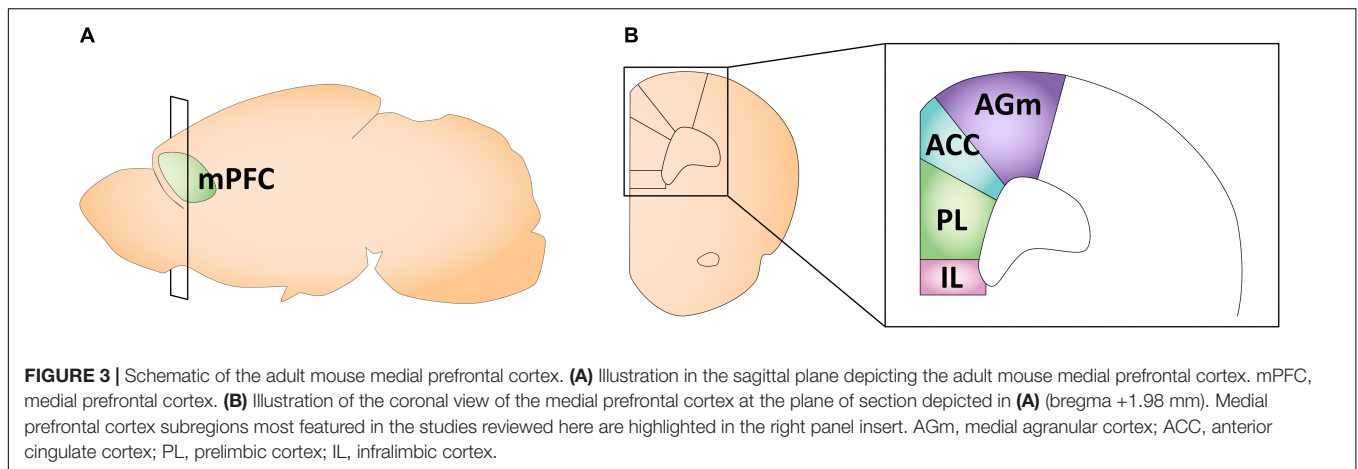 A
B
mPFC
AGm
ACC
PL
IL
FIGURE 3 | Schematic of the adult mouse medial prefrontal cortex. (A) Illustration in the sagittal plane depicting the adult mouse medial prefrontal cortex. mPFC,
medial prefrontal cortex. (B) Illustration of the coronal view of the medial prefrontal cortex at the plane of section depicted in (A) (bregma +1.98 mm). Medial
prefrontal cortex subregions most featured in the studies reviewed here are highlighted in the right panel insert. AGm, medial agranular cortex; ACC, anterior
cingulate cortex; PL, prelimbic cortex; IL, infralimbic cortex.